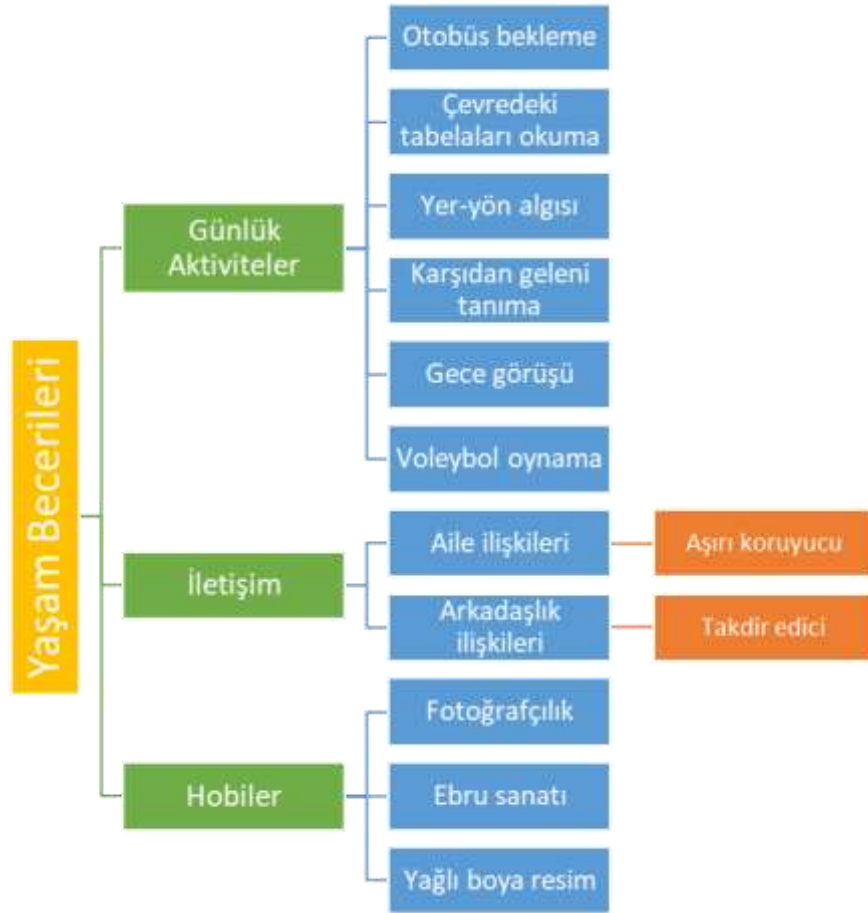 Yaşam Becerileri
Günlük
Aktiviteler
Otobüs bekleme
Çevredeki
tabelaları okuma
Yer-yön algısı
Karşıdan geleni
tanıma
Gece görüşü
Voleybol oynama
İletişim
Aile ilişkileri
Aşırı koruyucu
Arkadaşlık
ilişkileri
Takdir edici
Hobiler
Fotoğrafçılık
Ebru sanatı
Yağlı boya resim